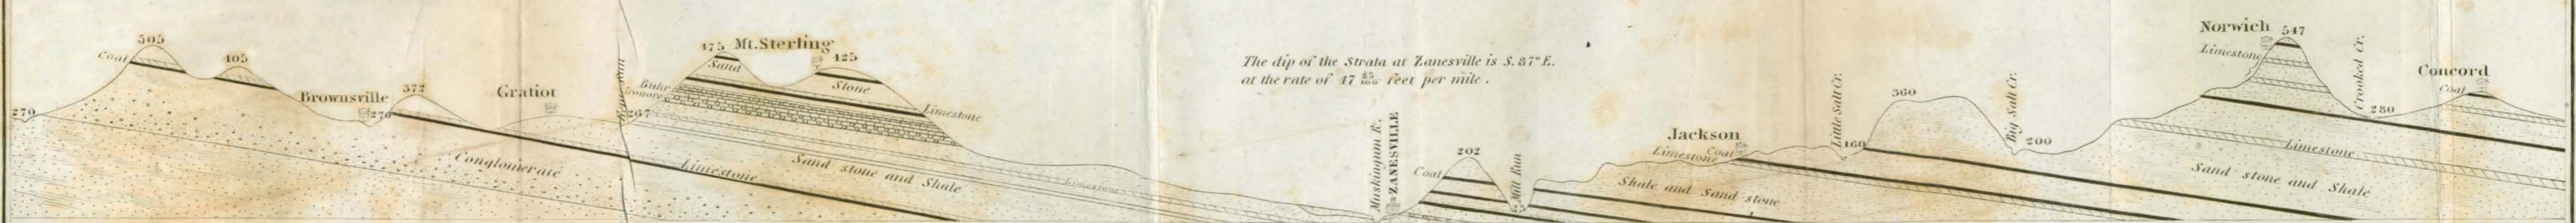 505
Coal
405
270
Brownsville
276
372
Gratiot
Conglomerate
267
Buhr
Ironore
475
Mt. Sterling
425
Sand
Stone
Limestone
Limestone
Sand stone and Shale
Limestone
The dip of the Strata at Zanesville is S. 87° E.
at the rate of 47 85/100 feet per mile.
Muskingum R.
ZANESVILLE
Coal
202
Mill Run
Jackson
Limestone
Coal
Shale and Sand stone
Little Salt Cr.
160
360
Big Salt Cr.
200
Norwich
547
Limestone
Crooked Cr.
280
Limestone
Sand stone and Shale
Concord
Coal